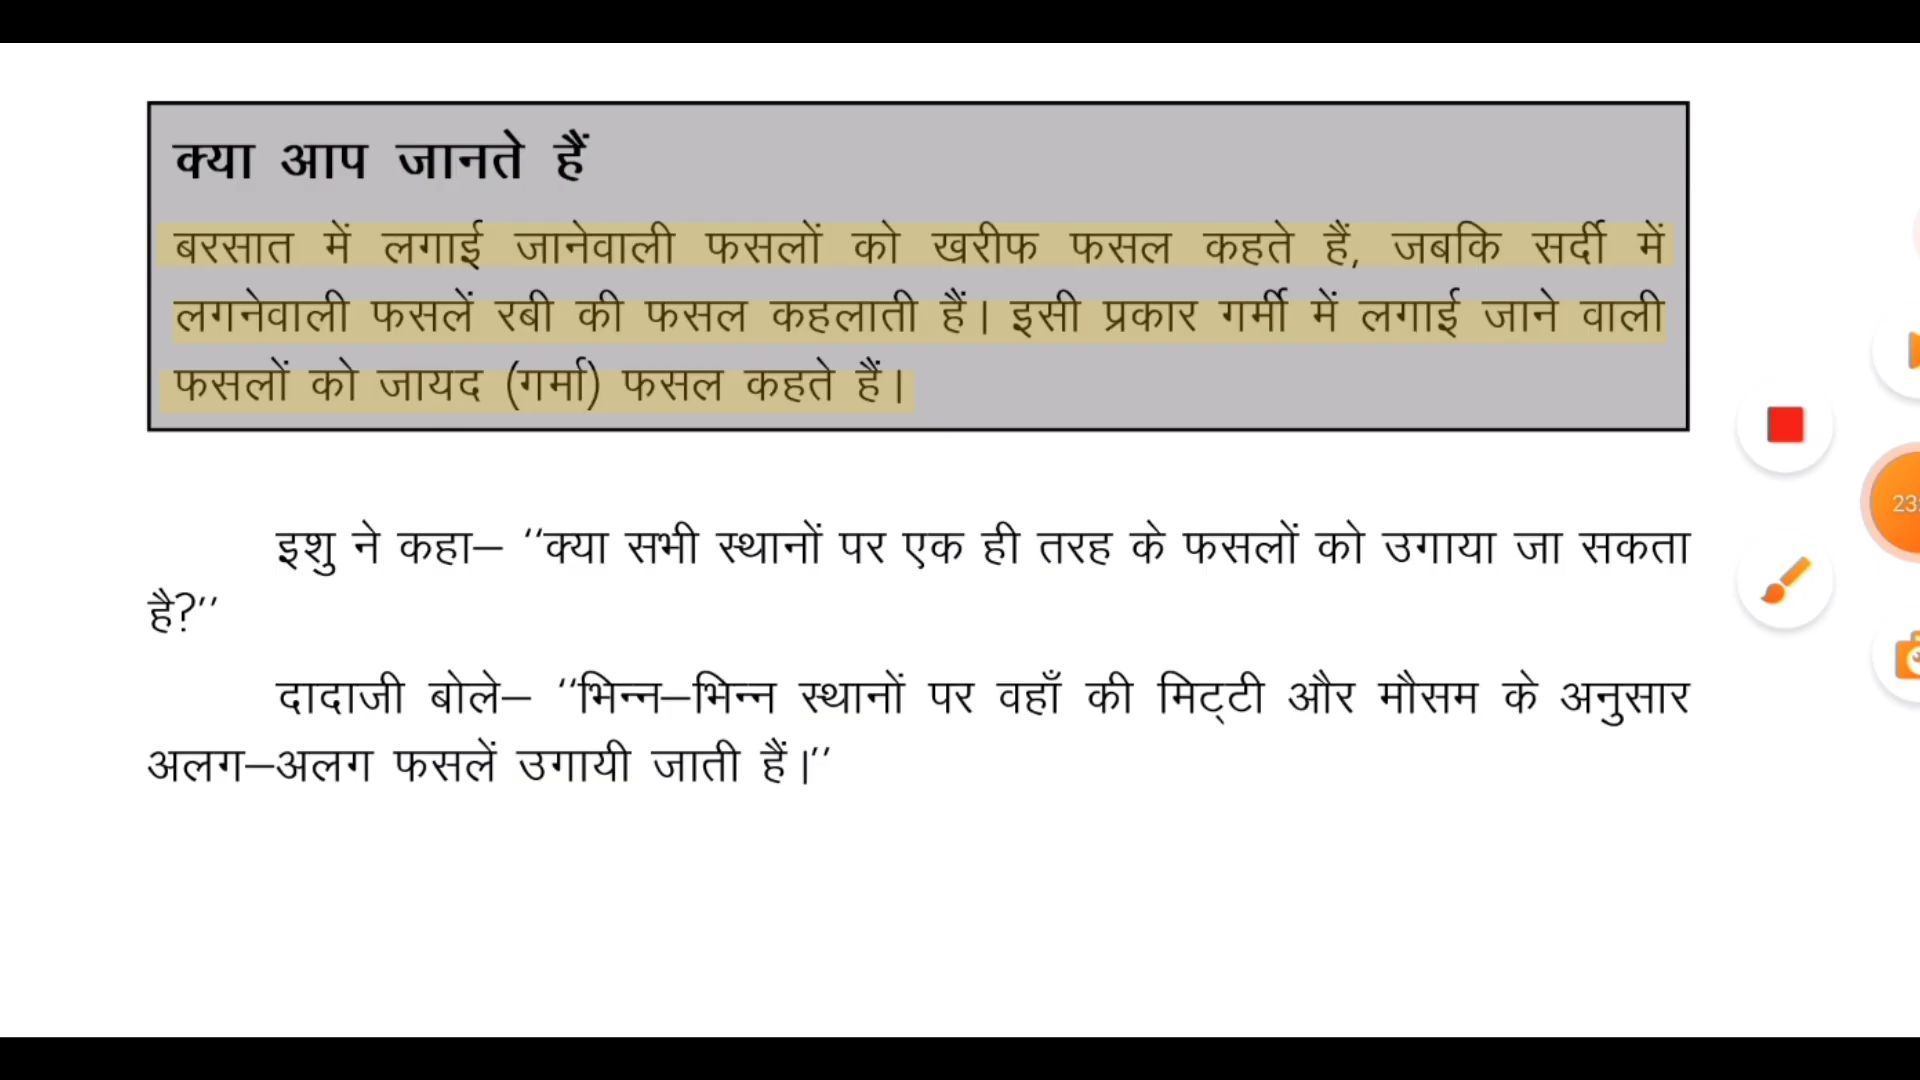 क्या आप जानते हैं
बरसात में लगाई जानेवाली फसलों को खरीफ फसल कहते हैं, जबकि सर्दी में
लगनेवाली फसलें रबी की फसल कहलाती हैं। इसी प्रकार गर्मी में लगाई जाने वाली
फसलों को जायद (गर्मा) फसल कहते हैं।
इशु ने कहा– ‘‘क्या सभी स्थानों पर एक ही तरह के फसलों को उगाया जा सकता
है?’’
दादाजी बोले– ‘‘भिन्न–भिन्न स्थानों पर वहाँ की मिट्टी और मौसम के अनुसार
अलग–अलग फसलें उगायी जाती हैं।’’